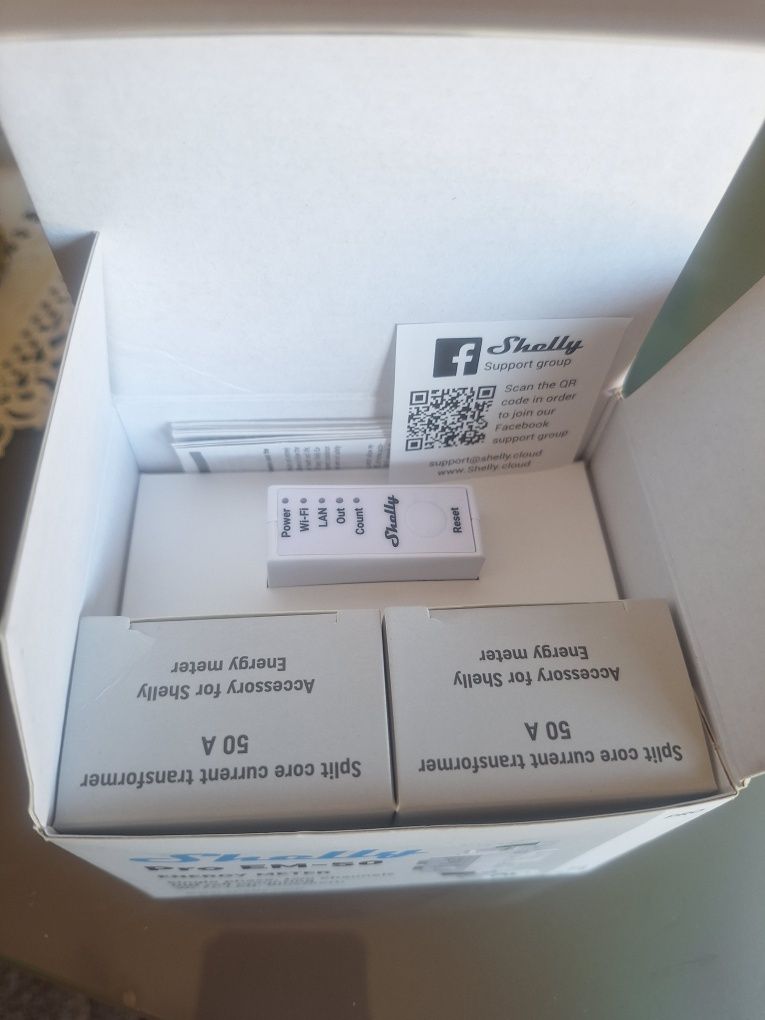 Shelly
Support group
Scan the QR
code in order
to join our
Facebook
support group
support@shelly.cloud
www.Shelly.cloud
Power
Wi-Fi
LAN
Out
Count
Shelly
Reset
Split core current transformer
50 A
Accessory for Shelly
Energy meter
Split core current transformer
50 A
Accessory for Shelly
Energy meter
Shelly
Pro EM-50
ENERGY METER